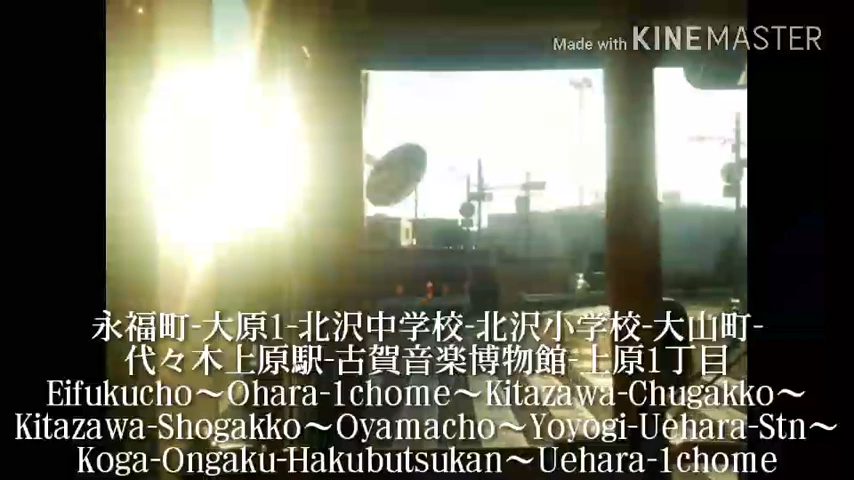 Made with KINEMASTER
永福町-大原1-北沢中学校-北沢小学校-大山町-
代々木上原駅-古賀音楽博物館-上原1丁目
Eifukucho～Ohara-1chome～Kitazawa-Chugakko～
Kitazawa-Shogakko～Oyamacho～Yoyogi-Uehara-Stn～
Koga-Ongaku-Hakubutsukan～Uehara-1chome